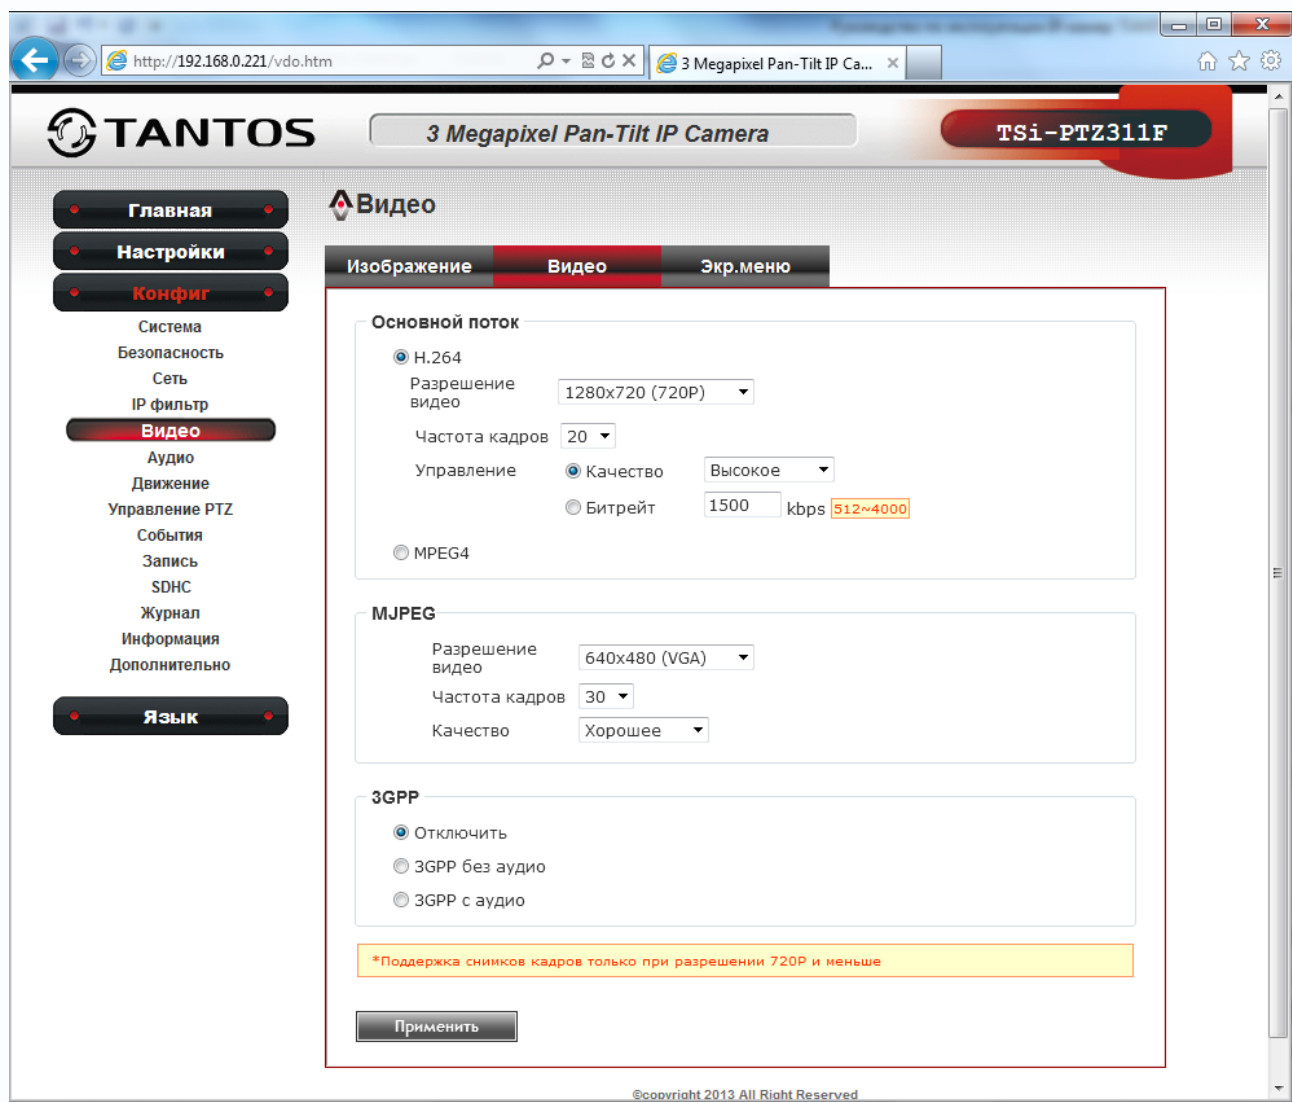 http://192.168.0.221/vdo.htm
3 Megapixel Pan-Tilt IP Ca...
TANTOS
3 Megapixel Pan-Tilt IP Camera
TSi-PTZ311F
Главная
Настройки
Конфиг
Система
Безопасность
Сеть
IP фильтр
Видео
Аудио
Движение
Управление PTZ
События
Запись
SDHC
Журнал
Информация
Дополнительно
Язык
Видео
Изображение
Видео
Экр.меню
Основной поток
H.264
Разрешение
видео
1280x720 (720P)
Частота кадров
20
Управление
Качество
Высокое
Битрейт
1500
kbps
512~4000
MPEG4
MJPEG
Разрешение
видео
640x480 (VGA)
Частота кадров
30
Качество
Хорошее
3GPP
Отключить
3GPP без аудио
3GPP с аудио
*Поддержка снимков кадров только при разрешении 720P и меньше
Применить
©copyright 2013 All Right Reserved